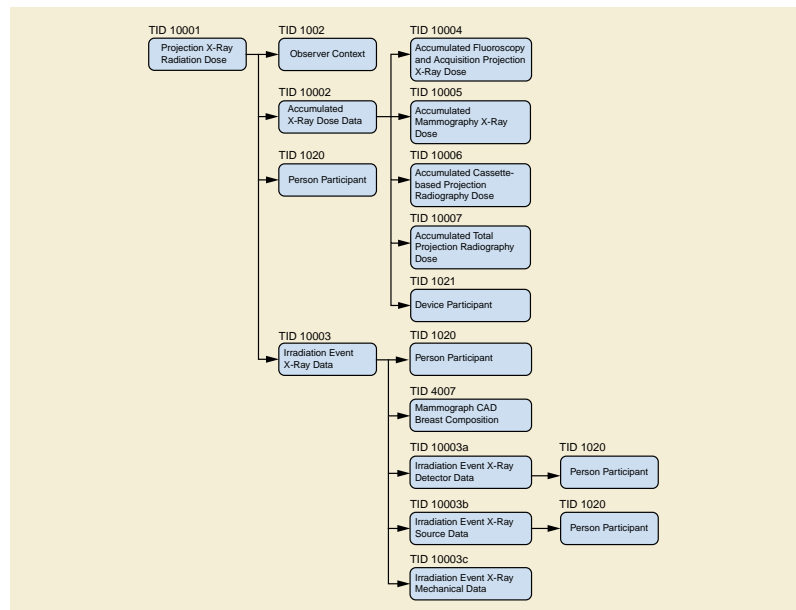 TID 10001
Projection X-Ray
Radiation Dose
TID 1002
Observer Context
TID 10002
Accumulated
X-Ray Dose Data
TID 1020
Person Participant
TID 10004
Accumulated Fluoroscopy
and Acquisition Projection
X-Ray Dose
TID 10005
Accumulated
Mammography X-Ray
Dose
TID 10006
Accumulated Cassette-
based Projection
Radiography Dose
TID 10007
Accumulated Total
Projection Radiography
Dose
TID 1021
Device Participant
TID 10003
Irradiation Event
X-Ray Data
TID 1020
Person Participant
TID 4007
Mammograph CAD
Breast Composition
TID 10003a
Irradiation Event X-Ray
Detector Data
TID 1020
Person Participant
TID 10003b
Irradiation Event X-Ray
Source Data
TID 1020
Person Participant
TID 10003c
Irradiation Event X-Ray
Mechanical Data